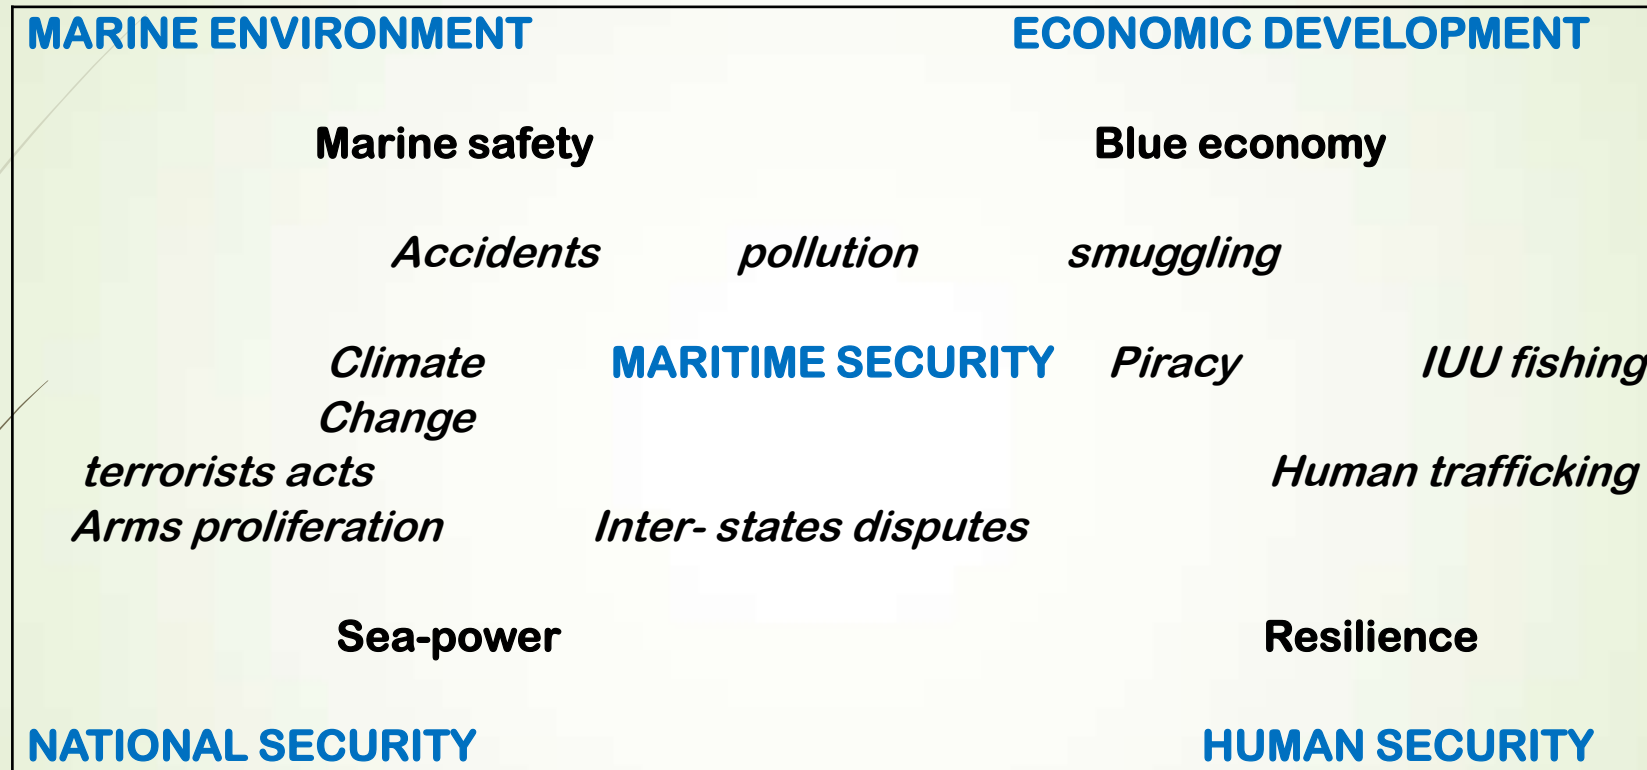 MARINE ENVIRONMENT ECONOMIC DEVELOPMENT
Marine safety Blue economy
Accidents pollution smuggling
Climate MARITIME SECURITY Piracy IUU fishing
Change
terrorists acts Human trafficking
Arms proliferation Inter- states disputes
Sea-power Resilience
NATIONAL SECURITY HUMAN SECURITY